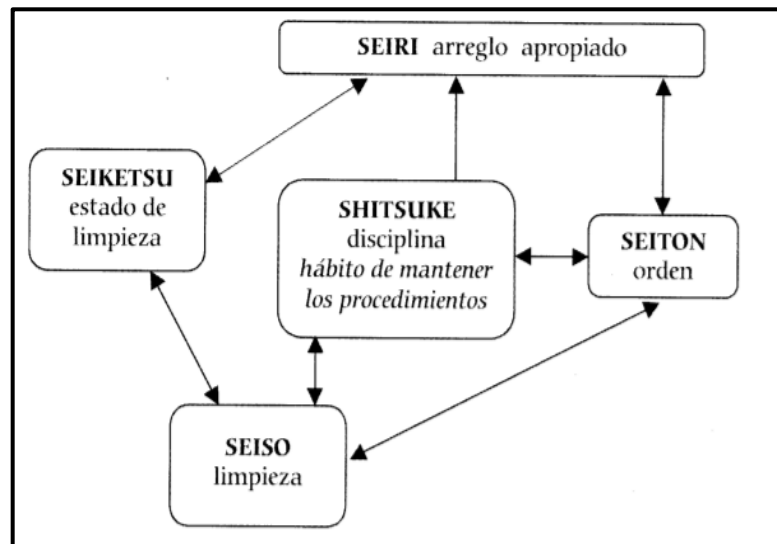 SEIRI arreglo apropiado
SEIKETSU
estado de
limpieza
SHITSUKE
disciplina
hábito de mantener
los procedimientos
SEITON
orden
SEISO
limpieza